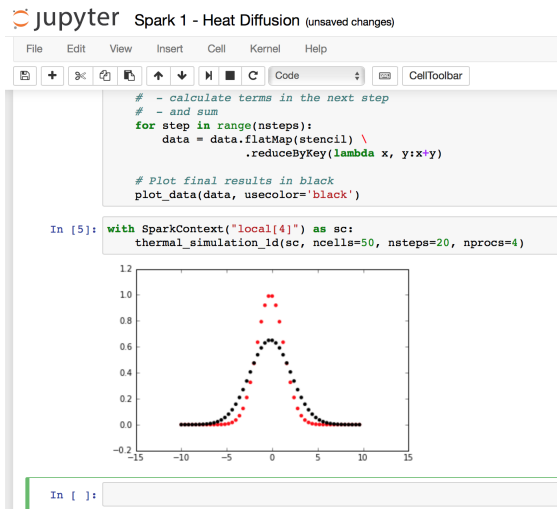 jupyter Spark 1 - Heat Diffusion (unsaved changes)
File Edit View Insert Cell Kernel Help
Code CellToolbar
# - calculate terms in the next step
# - and sum
for step in range(nsteps):
data = data.flatMap(stencil) \
.reduceByKey(lambda x, y:x+y)
# Plot final results in black
plot_data(data, usecolor='black')
In [5]: with SparkContext("local[4]") as sc:
thermal_simulation_1d(sc, ncells=50, nsteps=20, nprocs=4)
1.2
1.0
0.8
0.6
0.4
0.2
0.0
−0.2
−15 −10 −5 0 5 10 15
In [ ]: